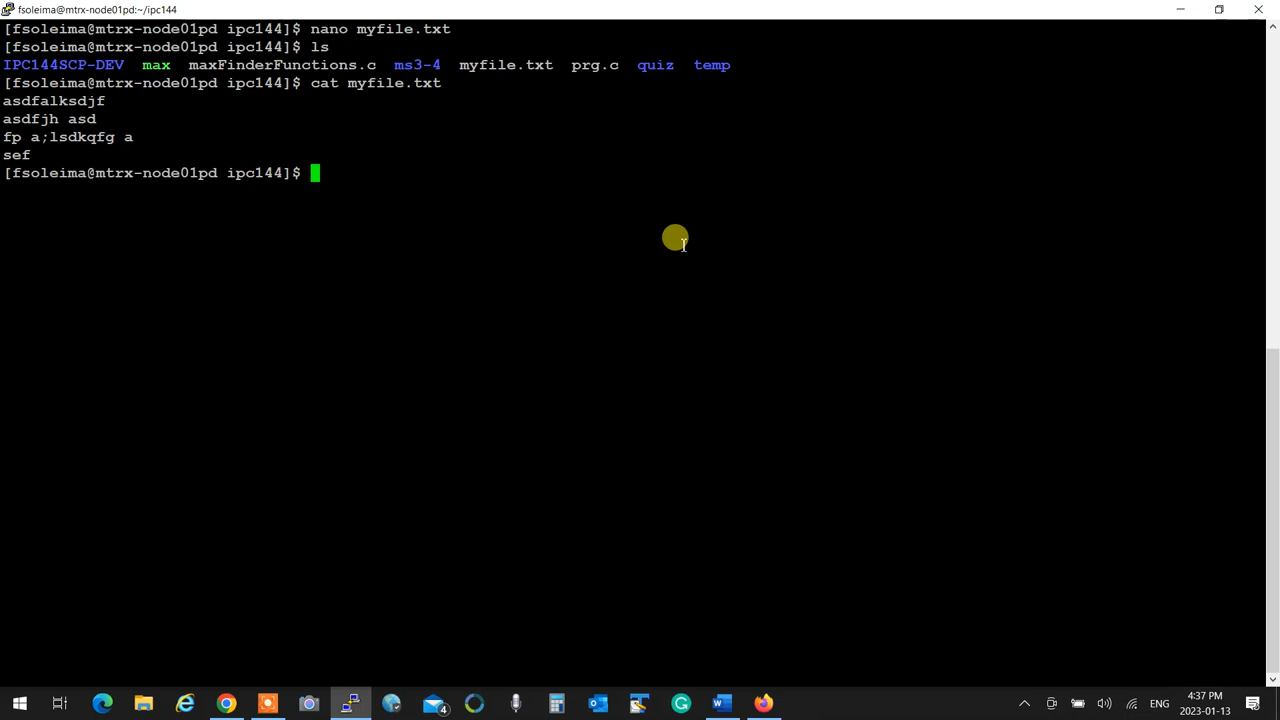 fsoleima@mtrx-node01pd:~/ipc144
[fsoleima@mtrx-node01pd ipc144]$ nano myfile.txt
[fsoleima@mtrx-node01pd ipc144]$ ls
IPC144SCP-DEV max maxFinderFunctions.c ms3-4 myfile.txt prg.c quiz temp
[fsoleima@mtrx-node01pd ipc144]$ cat myfile.txt
asdfalksdjf
asdfjh asd
fp a;lsdkqfg a
sef
[fsoleima@mtrx-node01pd ipc144]$
4
ENG
4:37 PM
2023-01-13